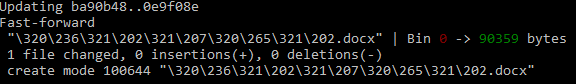 Updating ba90b48..0e9f08e
Fast-forward
"\320\236\321\202\321\207\320\265\321\202.docx" | Bin 0 -> 90359 bytes
1 file changed, 0 insertions(+), 0 deletions(-)
create mode 100644 "\320\236\321\202\321\207\320\265\321\202.docx"